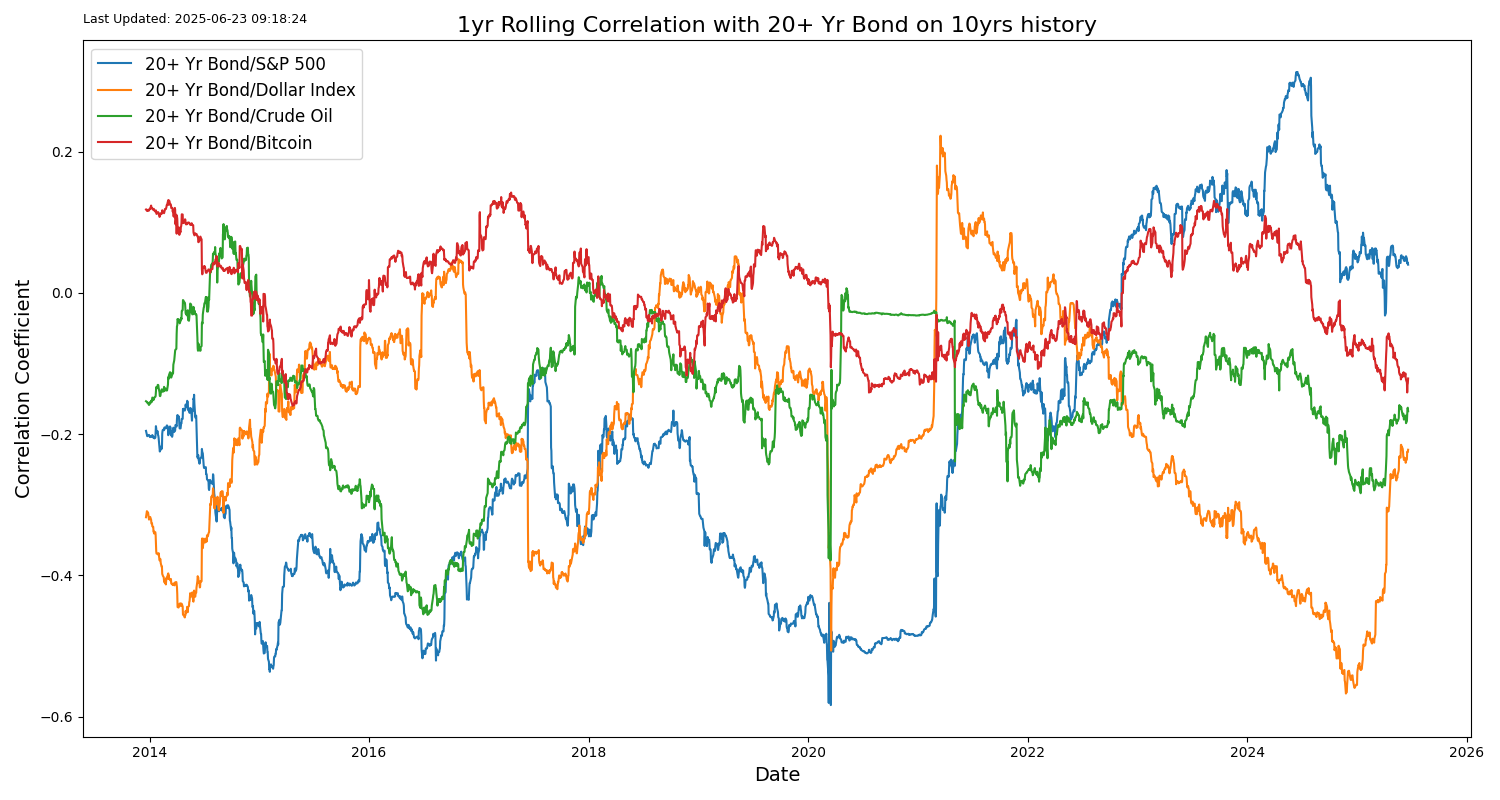 Last Updated: 2025-06-23 09:18:24
1yr Rolling Correlation with 20+ Yr Bond on 10yrs history
20+ Yr Bond/S&P 500
20+ Yr Bond/Dollar Index
20+ Yr Bond/Crude Oil
20+ Yr Bond/Bitcoin
Correlation Coefficient
0.2
0.0
−0.2
−0.4
−0.6
2014 2016 2018 2020 2022 2024 2026
Date